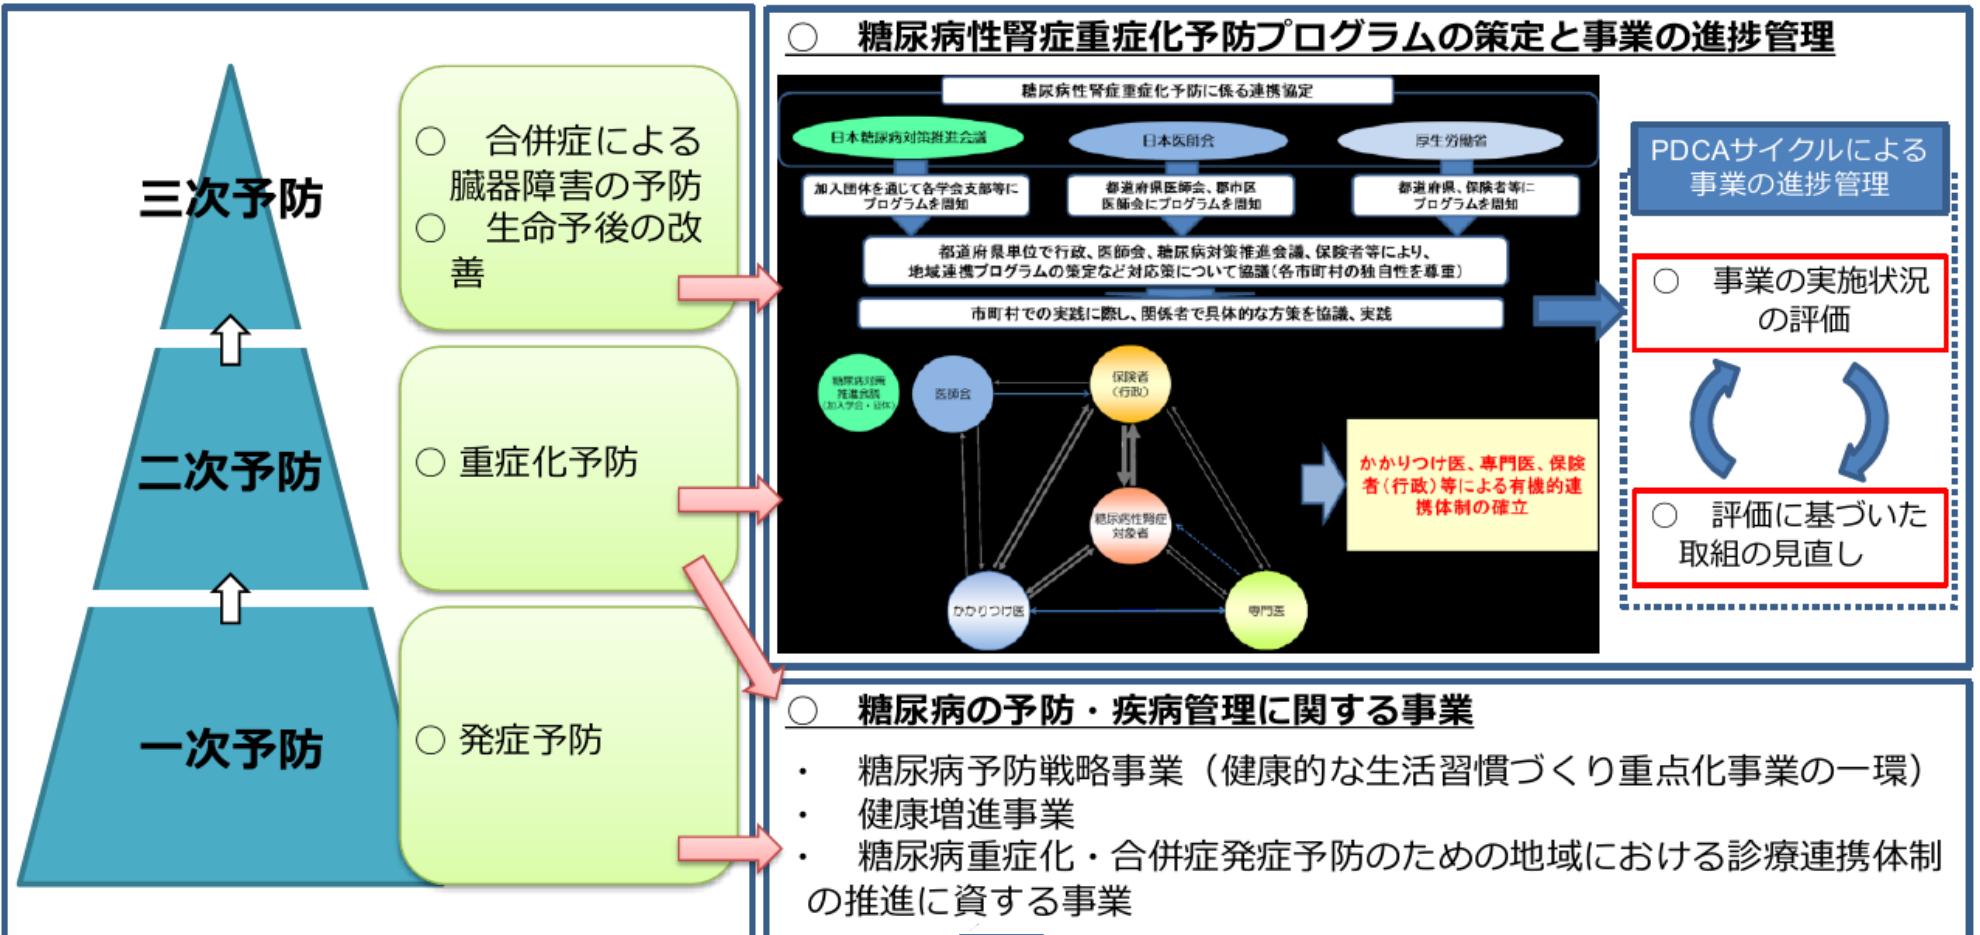 三次予防
○ 合併症による
臓器障害の予防
○ 生命予後の改
善
二次予防
○ 重症化予防
一次予防
○ 発症予防
○ 糖尿病性腎症重症化予防プログラムの策定と事業の進捗管理
糖尿病性腎症重症化予防に係る連携協定
日本糖尿病対策推進会議
日本医師会
厚生労働省
加入団体を通じて各学会支部等に
プログラムを周知
都道府県医師会、郡市区
医師会にプログラムを周知
都道府県、保険者等に
プログラムを周知
都道府県単位で行政、医師会、糖尿病対策推進会議、保険者等により、
地域連携プログラムの策定など対応策について協議(各市町村の独自性を尊重)
市町村での実践に際し、関係者で具体的な方策を協議、実践
糖尿病対策
推進会議
(加入学会・団体)
医師会
保険者
(行政)
糖尿病性腎症
対象者
かかりつけ医
専門医
かかりつけ医、専門医、保険
者(行政)等による有機的連
携体制の確立
PDCAサイクルによる
事業の進捗管理
○ 事業の実施状況
の評価
○ 評価に基づいた
取組の見直し
○ 糖尿病の予防・疾病管理に関する事業
・ 糖尿病予防戦略事業（健康的な生活習慣づくり重点化事業の一環）
・ 健康増進事業
・ 糖尿病重症化・合併症発症予防のための地域における診療連携体制
の推進に資する事業